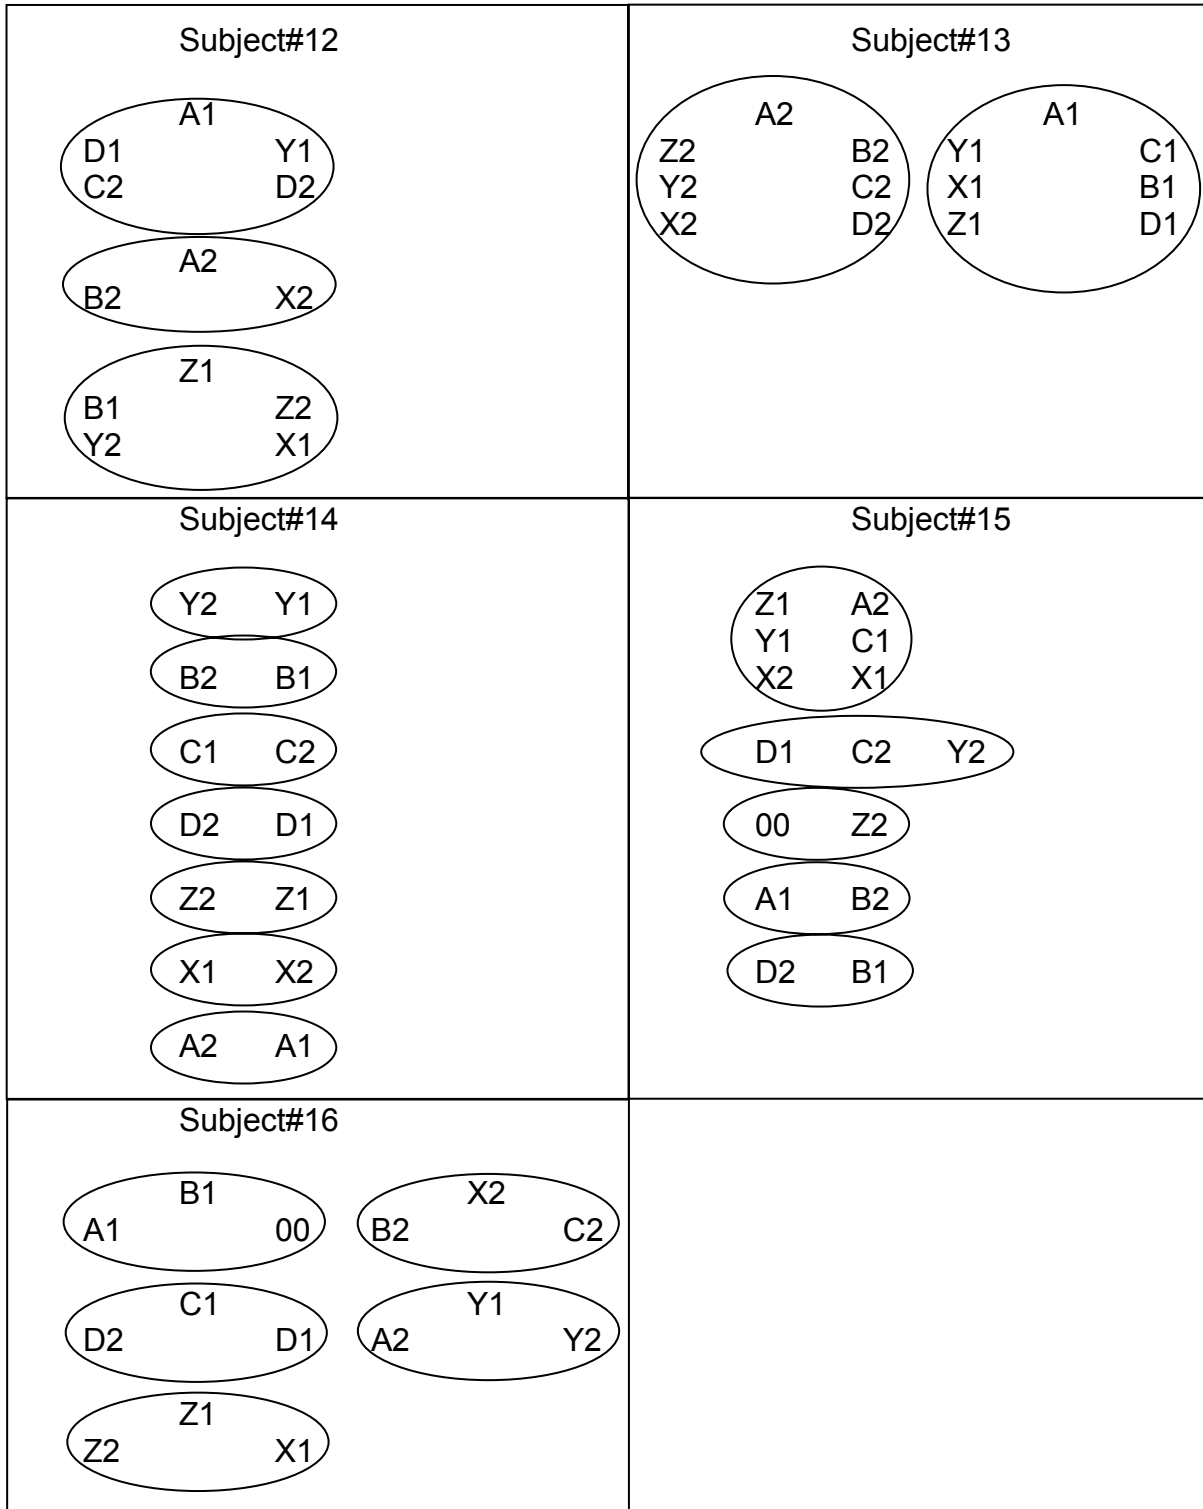 Subject#12
A1
D1 Y1
C2 D2
A2
B2 X2
Z1
B1 Z2
Y2 X1
Subject#13
A2 A1
Z2 B2 Y1 C1
Y2 C2 X1 B1
X2 D2 Z1 D1
Subject#14
Y2 Y1
B2 B1
C1 C2
D2 D1
Z2 Z1
X1 X2
A2 A1
Subject#15
Z1 A2
Y1 C1
X2 X1
D1 C2 Y2
00 Z2
A1 B2
D2 B1
Subject#16
B1 X2
A1 00 B2 C2
C1 Y1
D2 D1 A2 Y2
Z1
Z2 X1